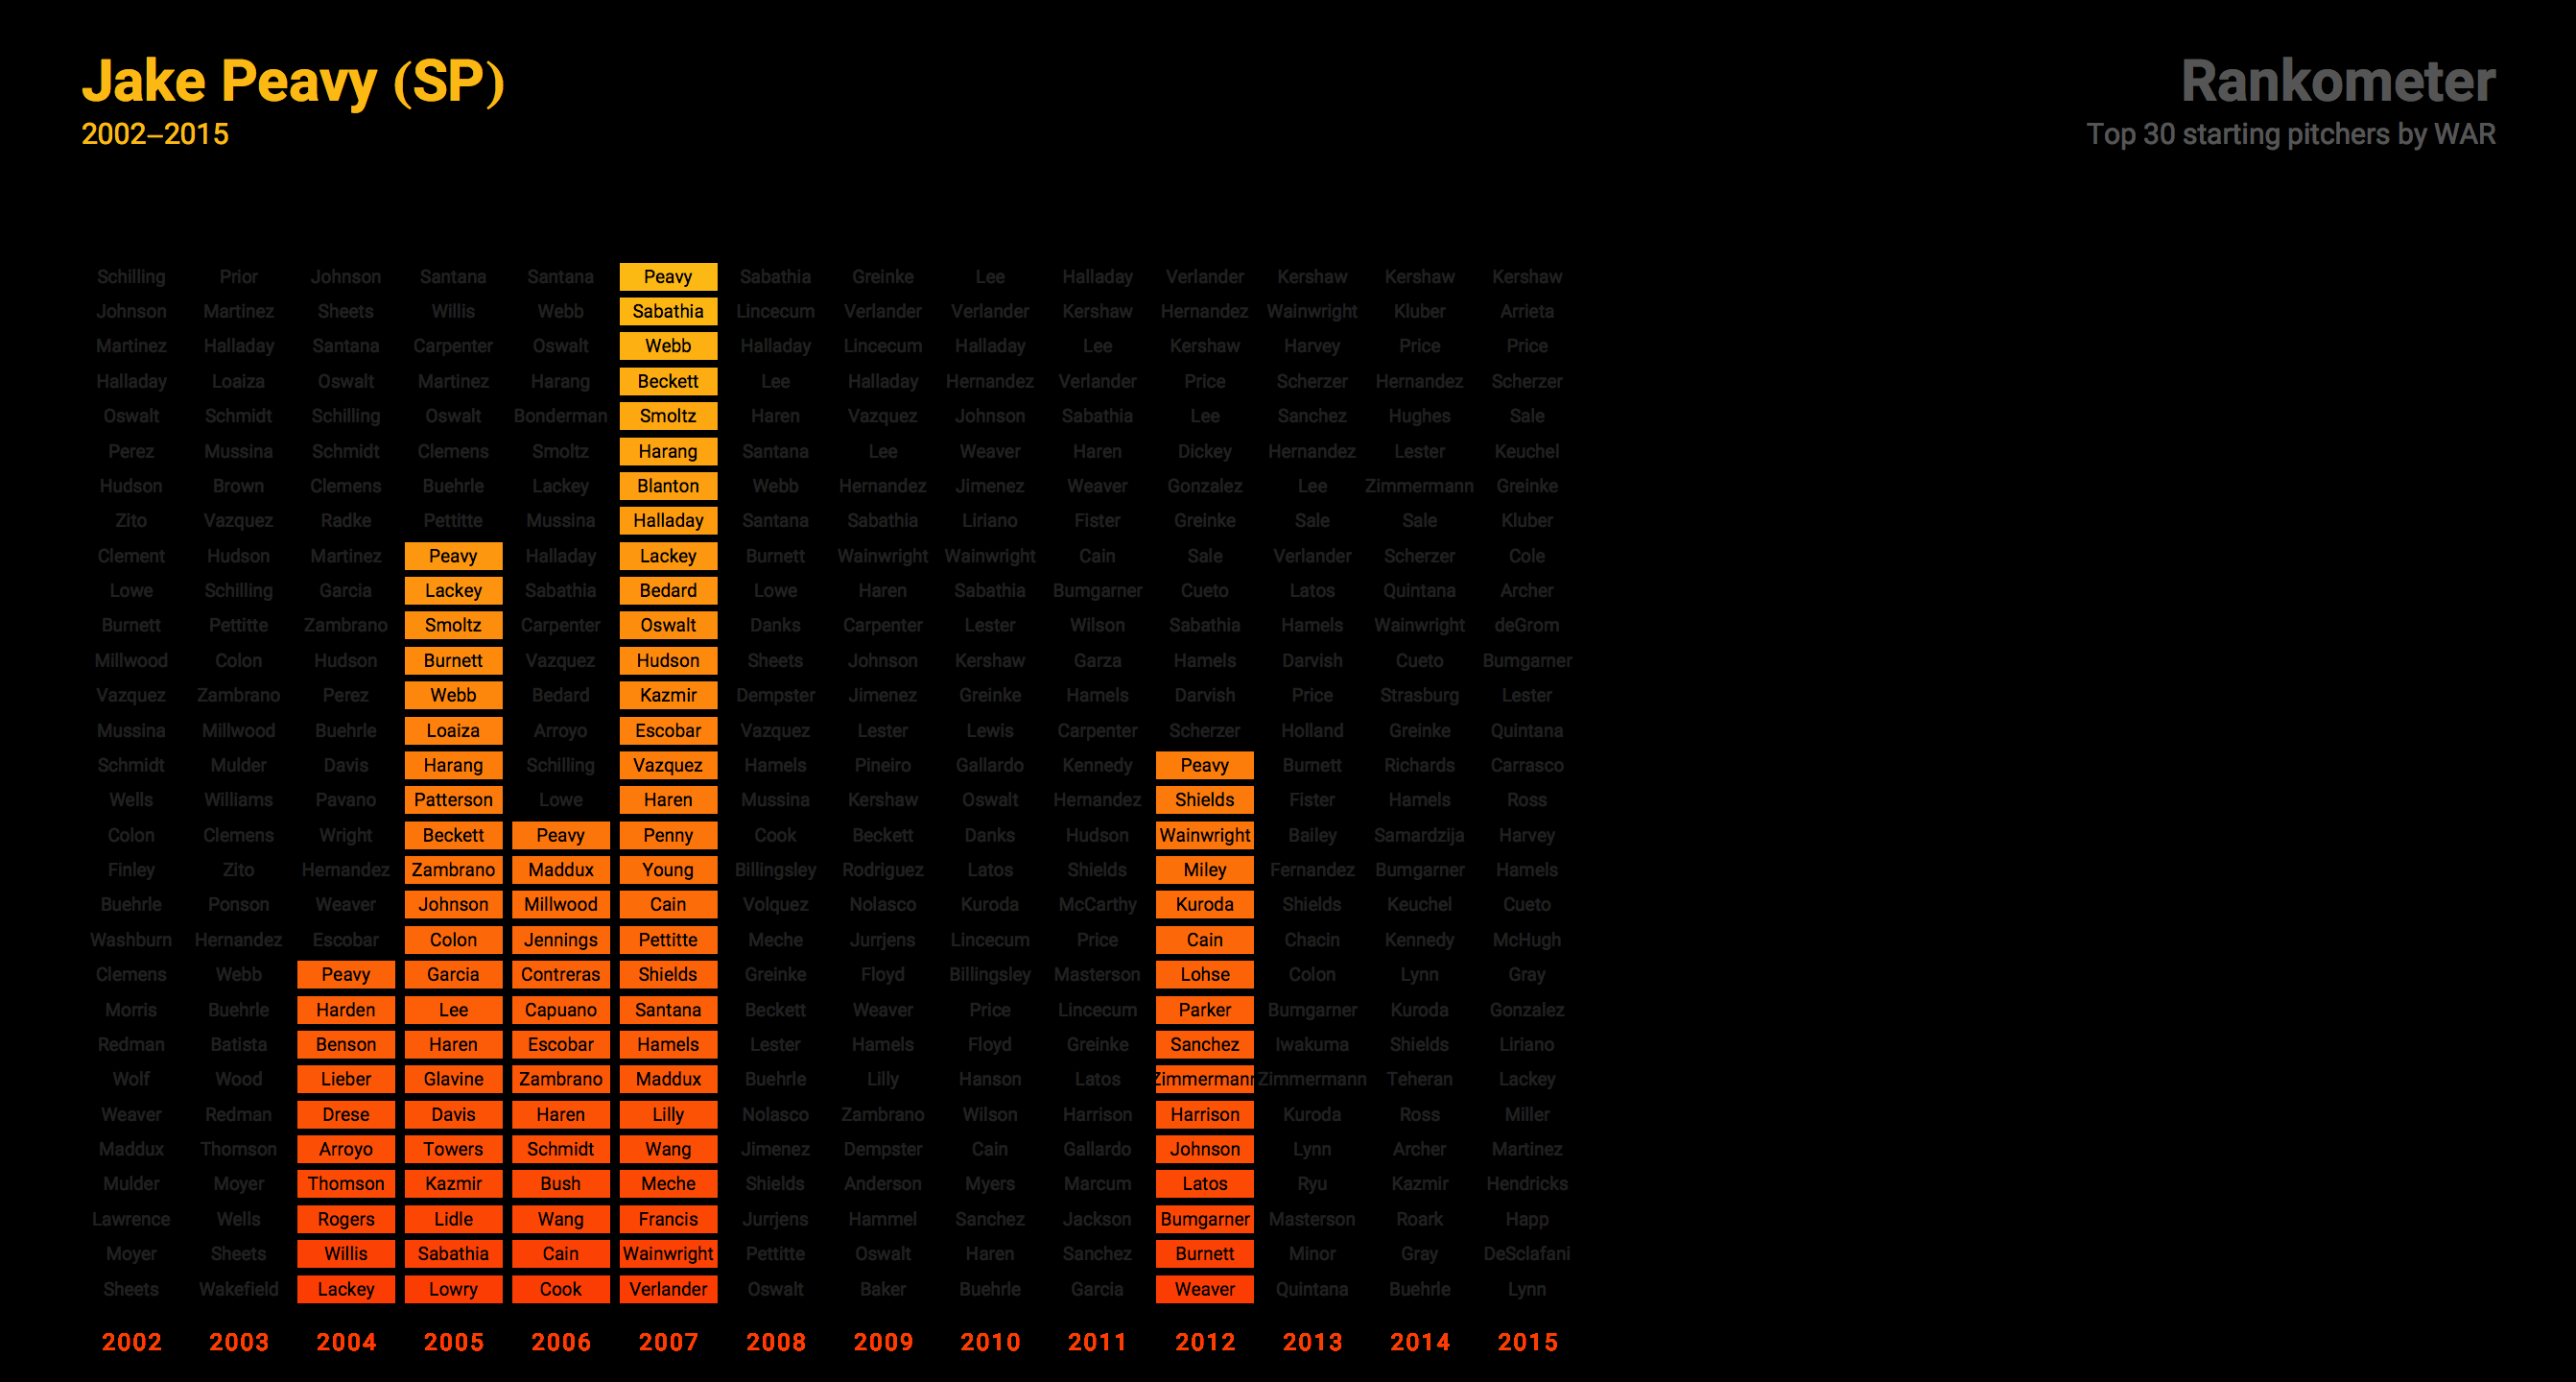 Jake Peavy (SP)
2002–2015
Rankometer
Top 30 starting pitchers by WAR
Schilling Prior Johnson Santana Santana Peavy Sabathia Greinke Lee Halladay Verlander Kershaw Kershaw Kershaw
Johnson Martinez Sheets Willis Webb Sabathia Lincecum Verlander Verlander Kershaw Hernandez Wainwright Kluber Arrieta
Martinez Halladay Santana Carpenter Oswalt Webb Halladay Lincecum Halladay Lee Kershaw Harvey Price Price
Halladay Loaiza Oswalt Martinez Harang Beckett Lee Halladay Hernandez Verlander Price Scherzer Hernandez Scherzer
Oswalt Schmidt Schilling Oswalt Bonderman Smoltz Haren Vazquez Johnson Sabathia Lee Sanchez Hughes Sale
Perez Mussina Schmidt Clemens Smoltz Harang Santana Lee Weaver Haren Dickey Hernandez Lester Keuchel
Hudson Brown Clemens Buehrle Lackey Blanton Webb Hernandez Jimenez Weaver Gonzalez Lee Zimmermann Greinke
Zito Vazquez Radke Pettitte Mussina Halladay Santana Sabathia Liriano Fister Greinke Sale Sale Kluber
Clement Hudson Martinez Peavy Halladay Lackey Burnett Wainwright Wainwright Cain Sale Verlander Scherzer Cole
Lowe Schilling Garcia Lackey Sabathia Bedard Lowe Haren Sabathia Bumgarner Cueto Latos Quintana Archer
Burnett Pettitte Zambrano Smoltz Carpenter Oswalt Danks Carpenter Lester Wilson Sabathia Hamels Wainwright deGrom
Millwood Colon Hudson Burnett Vazquez Hudson Sheets Johnson Kershaw Garza Hamels Darvish Cueto Bumgarner
Vazquez Zambrano Perez Webb Bedard Kazmir Dempster Jimenez Greinke Hamels Darvish Price Strasburg Lester
Mussina Millwood Buehrle Loaiza Arroyo Escobar Vazquez Lester Lewis Carpenter Scherzer Holland Greinke Quintana
Schmidt Mulder Davis Harang Schilling Vazquez Hamels Pineiro Gallardo Kennedy Peavy Burnett Richards Carrasco
Wells Williams Pavano Patterson Lowe Haren Mussina Kershaw Oswalt Hernandez Shields Fister Hamels Ross
Colon Clemens Wright Beckett Peavy Penny Cook Beckett Danks Hudson Wainwright Bailey Samardzija Harvey
Finley Zito Hernandez Zambrano Maddux Young Billingsley Rodriguez Latos Shields Miley Fernandez Bumgarner Hamels
Buehrle Ponson Weaver Johnson Millwood Cain Volquez Nolasco Kuroda McCarthy Kuroda Shields Keuchel Cueto
Washburn Hernandez Escobar Colon Jennings Pettitte Meche Jurrjens Lincecum Price Cain Chacin Kennedy McHugh
Clemens Webb Peavy Garcia Contreras Shields Greinke Floyd Billingsley Masterson Lohse Colon Lynn Gray
Morris Buehrle Harden Lee Capuano Santana Beckett Weaver Price Lincecum Parker Bumgarner Kuroda Gonzalez
Redman Batista Benson Haren Escobar Hamels Lester Hamels Floyd Greinke Sanchez Iwakuma Shields Liriano
Wolf Wood Lieber Glavine Zambrano Maddux Buehrle Lilly Hanson Latos Zimmermann Zimmermann Teheran Lackey
Weaver Redman Drese Davis Haren Lilly Nolasco Zambrano Wilson Harrison Harrison Kuroda Ross Miller
Maddux Thomson Arroyo Towers Schmidt Wang Jimenez Dempster Cain Gallardo Johnson Lynn Archer Martinez
Mulder Moyer Thomson Kazmir Bush Meche Shields Anderson Myers Marcum Latos Ryu Kazmir Hendricks
Lawrence Wells Rogers Lidle Wang Francis Jurrjens Hammel Sanchez Jackson Bumgarner Masterson Roark Happ
Moyer Sheets Willis Sabathia Cain Wainwright Pettitte Oswalt Haren Sanchez Burnett Minor Gray DeSclafani
Sheets Wakefield Lackey Lowry Cook Verlander Oswalt Baker Buehrle Garcia Weaver Quintana Buehrle Lynn
2002 2003 2004 2005 2006 2007 2008 2009 2010 2011 2012 2013 2014 2015